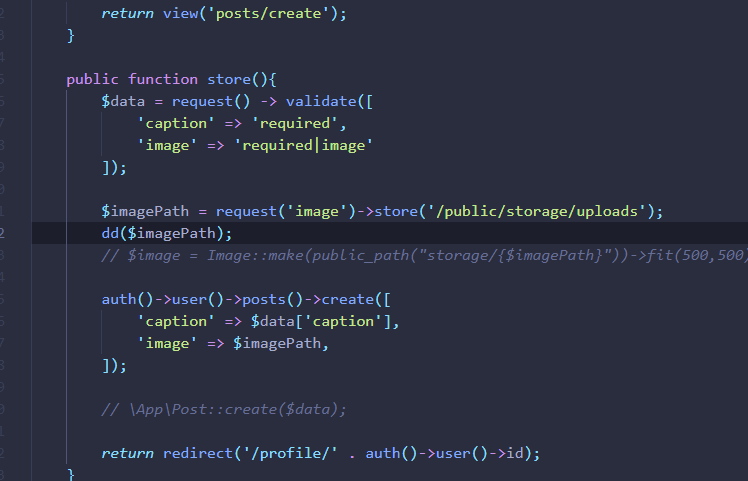 return view('posts/create');
}
public function store(){
$data = request() -> validate([
'caption' => 'required',
'image' => 'required|image'
]);
$imagePath = request('image')->store('/public/storage/uploads');
dd($imagePath);
// $image = Image::make(public_path("storage/{$imagePath}"))->fit(500,500)
auth()->user()->posts()->create([
'caption' => $data['caption'],
'image' => $imagePath,
]);
// \App\Post::create($data);
return redirect('/profile/' . auth()->user()->id);
}